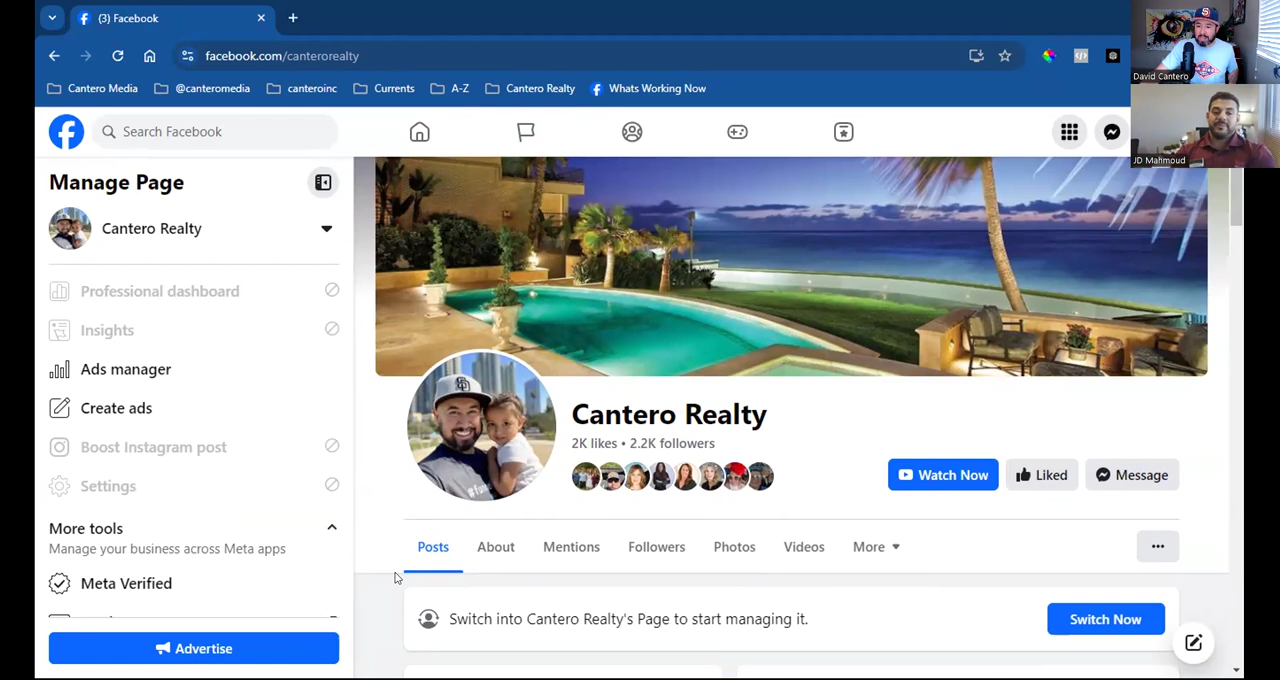 (3) Facebook
facebook.com/canterorealty
Cantero Media
@canteromedia
canteroinc
Currents
A-Z
Cantero Realty
Whats Working Now
David Cantero
JD Mahmoud
Search Facebook
Manage Page
Cantero Realty
Professional dashboard
Insights
Ads manager
Create ads
Boost Instagram post
Settings
More tools
Manage your business across Meta apps
Meta Verified
Advertise
Cantero Realty
2K likes • 2.2K followers
Watch Now
Liked
Message
Posts
About
Mentions
Followers
Photos
Videos
More
Switch into Cantero Realty's Page to start managing it.
Switch Now